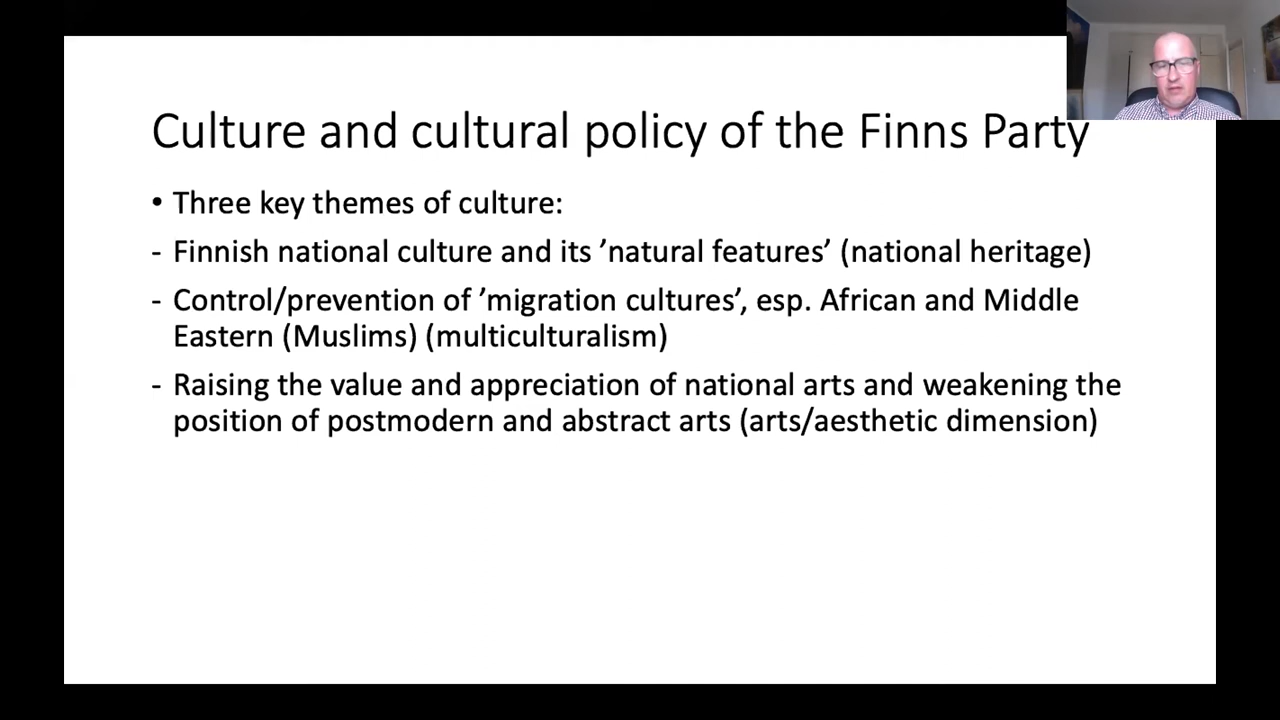 Culture and cultural policy of the Finns Party
• Three key themes of culture:
- Finnish national culture and its ’natural features’ (national heritage)
- Control/prevention of ’migration cultures’, esp. African and Middle
Eastern (Muslims) (multiculturalism)
- Raising the value and appreciation of national arts and weakening the
position of postmodern and abstract arts (arts/aesthetic dimension)